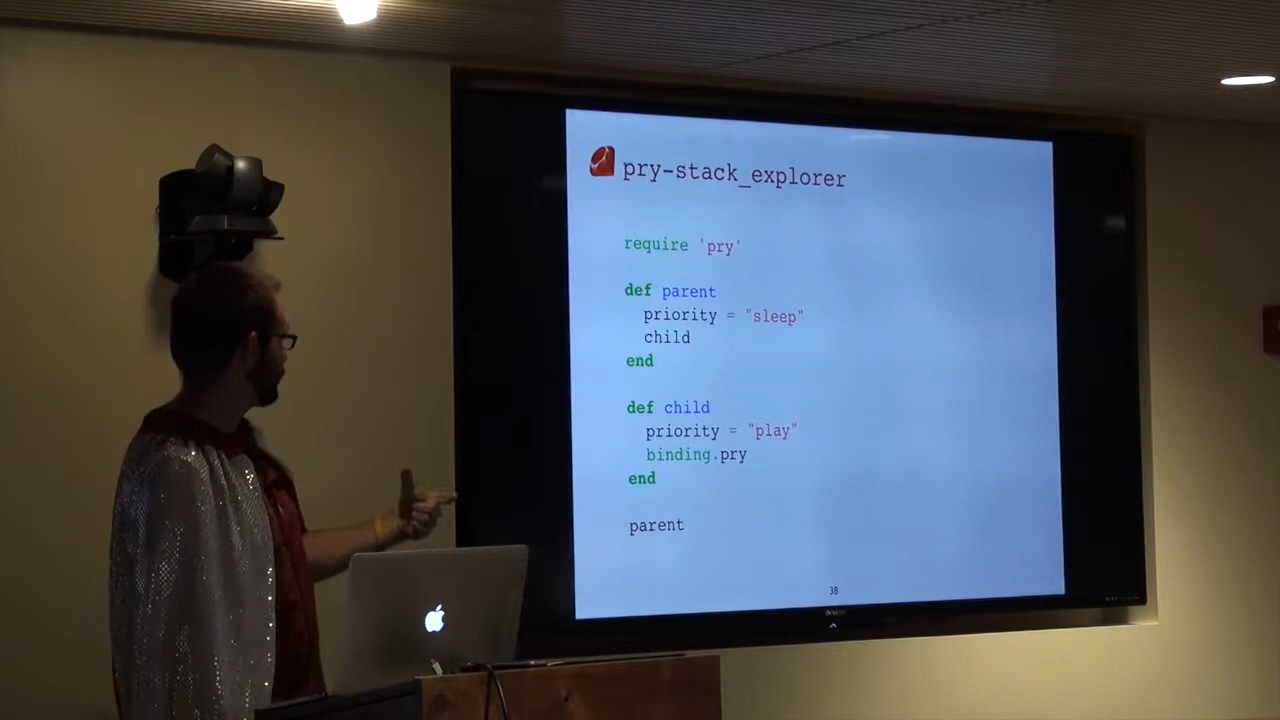 pry-stack_explorer
require 'pry'
def parent
priority = "sleep"
child
end
def child
priority = "play"
binding.pry
end
parent
38